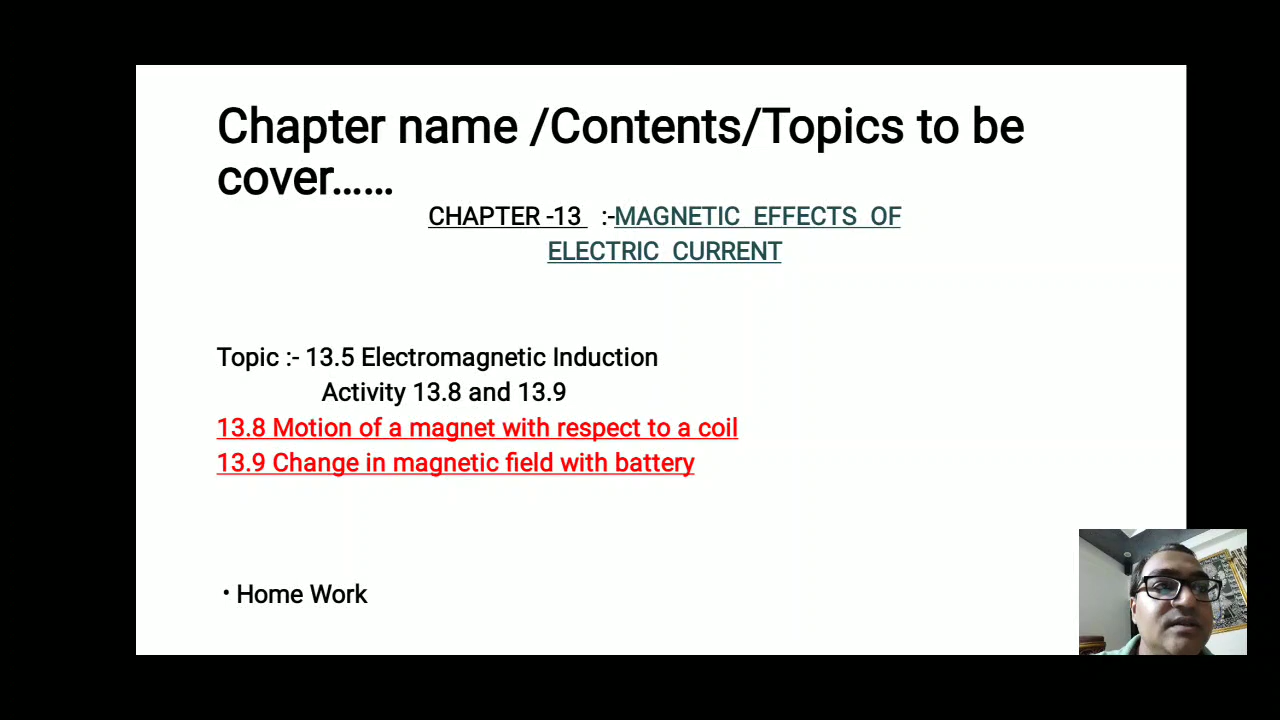 Chapter name /Contents/Topics to be
cover……
CHAPTER -13 :-MAGNETIC EFFECTS OF
ELECTRIC CURRENT
Topic :- 13.5 Electromagnetic Induction
Activity 13.8 and 13.9
13.8 Motion of a magnet with respect to a coil
13.9 Change in magnetic field with battery
• Home Work